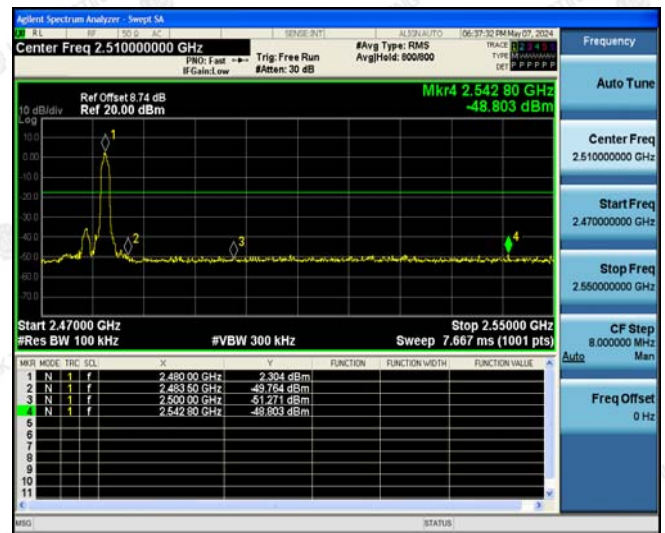 Agilent Spectrum Analyzer - Swept SA
RL RF 50 Ω AC SENSE:INT ALIGN AUTO 06:37:32 PM May 07, 2024
Center Freq 2.510000000 GHz
PNO: Fast Trig: Free Run
IFGain:Low #Atten: 30 dB
#Avg Type: RMS
Avg|Hold: 800/800
TRACE 1 2 3 4 5 6
TYPE
DET P P P P P P
Mkr4 2.542 80 GHz
-48.803 dBm
Ref Offset 8.74 dB
10 dB/div Ref 20.00 dBm
Log
10.0
0.00
-10.0
-20.0
-30.0
-40.0
-50.0
-60.0
-70.0
1
2
3
4
Start 2.47000 GHz Stop 2.55000 GHz
#Res BW 100 kHz #VBW 300 kHz Sweep 7.667 ms (1001 pts)
MKR MODE TRC SCL X Y FUNCTION FUNCTION WIDTH FUNCTION VALUE
1 N 1 f 2.480 00 GHz 2.304 dBm
2 N 1 f 2.483 50 GHz -49.764 dBm
3 N 1 f 2.500 00 GHz -51.271 dBm
4 N 1 f 2.542 80 GHz -48.803 dBm
5
6
7
8
9
10
11
MSG STATUS
Frequency
Auto Tune
Center Freq
2.510000000 GHz
Start Freq
2.470000000 GHz
Stop Freq
2.550000000 GHz
CF Step
8.000000 MHz
Auto Man
Freq Offset
0 Hz